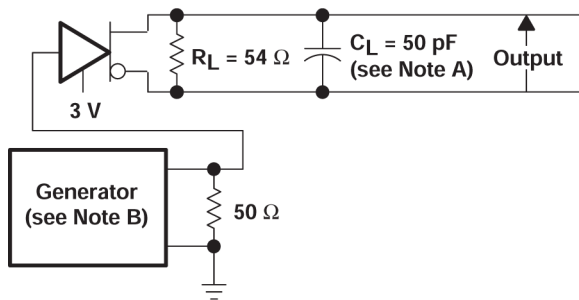 R_L = 54 Ω
C_L = 50 pF
(see Note A)
Output
3 V
Generator
(see Note B)
50 Ω